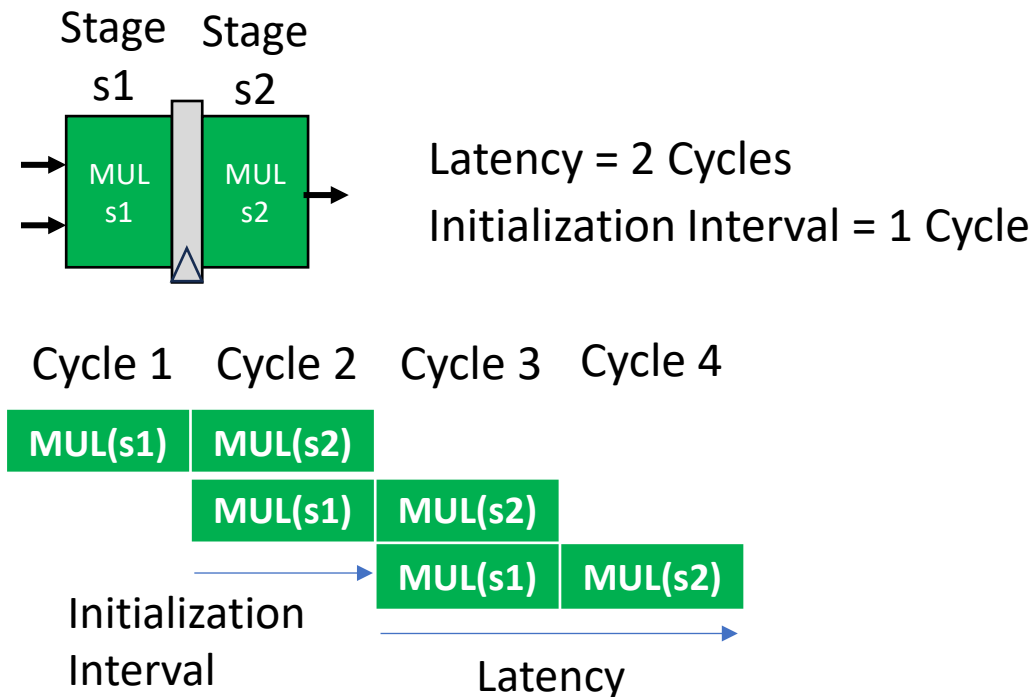 Stage Stage
s1 s2
MUL MUL
s1 s2
Latency = 2 Cycles
Initialization Interval = 1 Cycle
Cycle 1 Cycle 2 Cycle 3 Cycle 4
MUL(s1) MUL(s2)
MUL(s1) MUL(s2)
MUL(s1) MUL(s2)
Initialization
Interval
Latency